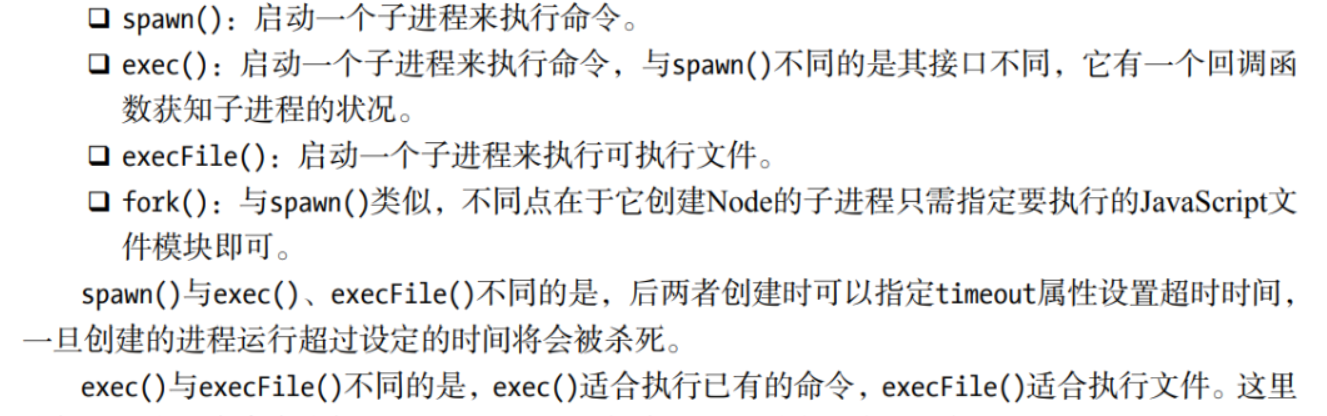 ❑ spawn()：启动一个子进程来执行命令。
❑ exec()：启动一个子进程来执行命令，与spawn()不同的是其接口不同，它有一个回调函
数获知子进程的状况。
❑ execFile()：启动一个子进程来执行可执行文件。
❑ fork()：与spawn()类似，不同点在于它创建Node的子进程只需指定要执行的JavaScript文
件模块即可。
spawn()与exec()、execFile()不同的是，后两者创建时可以指定timeout属性设置超时时间，
一旦创建的进程运行超过设定的时间将会被杀死。
exec()与execFile()不同的是，exec()适合执行已有的命令，execFile()适合执行文件。这里